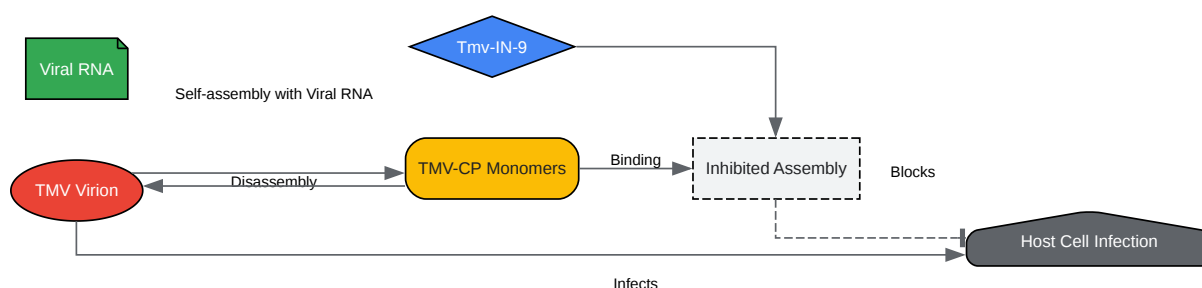 Tmv-IN-9
Viral RNA
Self-assembly with Viral RNA
TMV-CP Monomers
Binding
Inhibited Assembly
Blocks
TMV Virion
Disassembly
Host Cell Infection
Infects